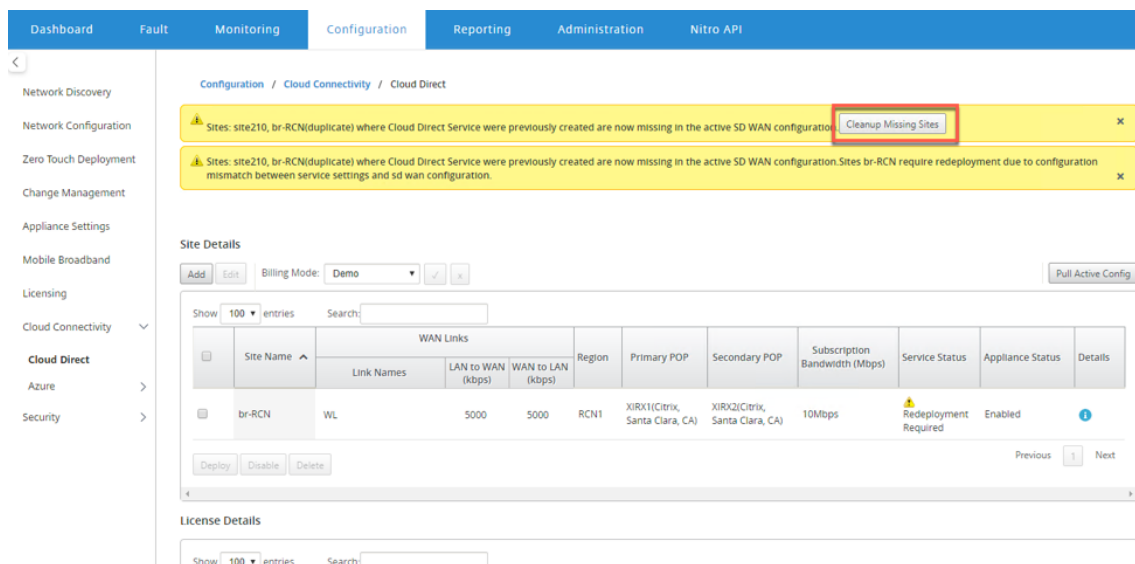 Dashboard Fault Monitoring Configuration Reporting Administration Nitro API
Network Discovery
Network Configuration
Zero Touch Deployment
Change Management
Appliance Settings
Mobile Broadband
Licensing
Cloud Connectivity
Cloud Direct
Azure
Security
Configuration / Cloud Connectivity / Cloud Direct
Sites: site210, br-RCN(duplicate) where Cloud Direct Service were previously created are now missing in the active SD WAN configuration. Cleanup Missing Sites ×
Sites: site210, br-RCN(duplicate) where Cloud Direct Service were previously created are now missing in the active SD WAN configuration.Sites br-RCN require redeployment due to configuration
mismatch between service settings and sd wan configuration. ×
Site Details
Add Edit Billing Mode: Demo ✓ x Pull Active Config
Show 100 entries Search:
WAN Links
Site Name Region Primary POP Secondary POP Subscription
Bandwidth (Mbps) Service Status Appliance Status Details
Link Names LAN to WAN
(kbps) WAN to LAN
(kbps)
br-RCN WL 5000 5000 RCN1 XIRX1(Citrix,
Santa Clara, CA) XIRX2(Citrix,
Santa Clara, CA) 10Mbps Redeployment
Required Enabled
Previous 1 Next
Deploy Disable Delete
License Details
Show 100 entries Search: